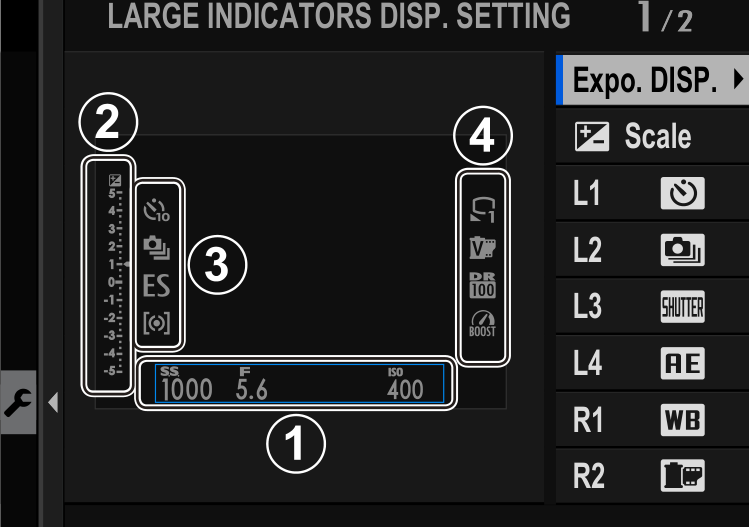 LARGE INDICATORS DISP. SETTING 1/2
Expo. DISP.
Scale
L1
L2
L3 SHUTTER
L4 AE
R1 WB
R2
2
4
5
4
3
2
1
0
-1
-2
-3
-4
-5
10
ES
3
1
V
DR
100
BOOST
S.S. F ISO
1000 5.6 400
1